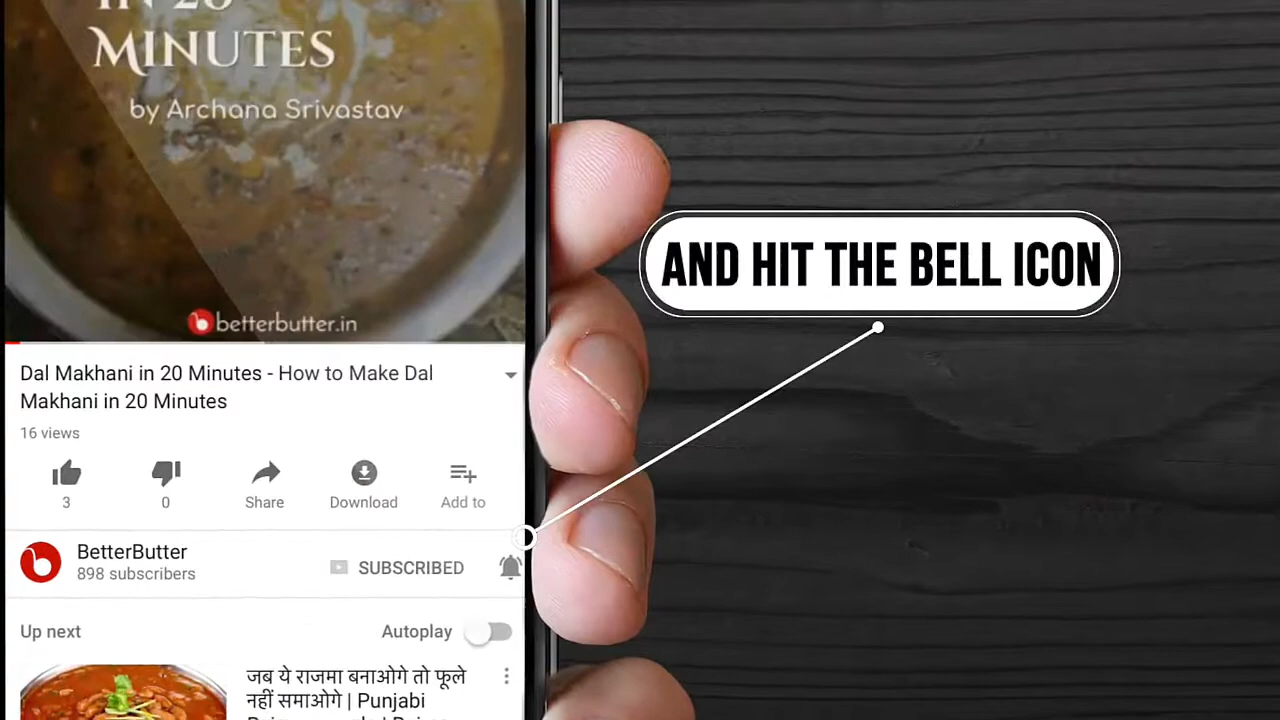 IN 20
MINUTES
by Archana Srivastav
betterbutter.in
AND HIT THE BELL ICON
Dal Makhani in 20 Minutes - How to Make Dal
Makhani in 20 Minutes
16 views
3
0
Share
Download
Add to
BetterButter
898 subscribers
SUBSCRIBED
Up next
Autoplay
जब ये राजमा बनाओगे तो फूले
नहीं समाओगे | Punjabi